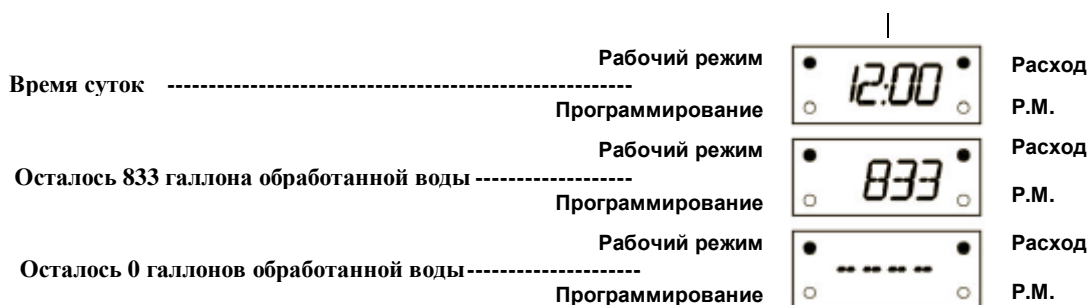 Рабочий режим
Расход
Время суток ---------------------------------------------------------
12:00
Программирование
P.M.
Рабочий режим
Расход
Осталось 833 галлона обработанной воды -------------------
833
Программирование
P.M.
Рабочий режим
Расход
Осталось 0 галлонов обработанной воды---------------------
----
Программирование
P.M.